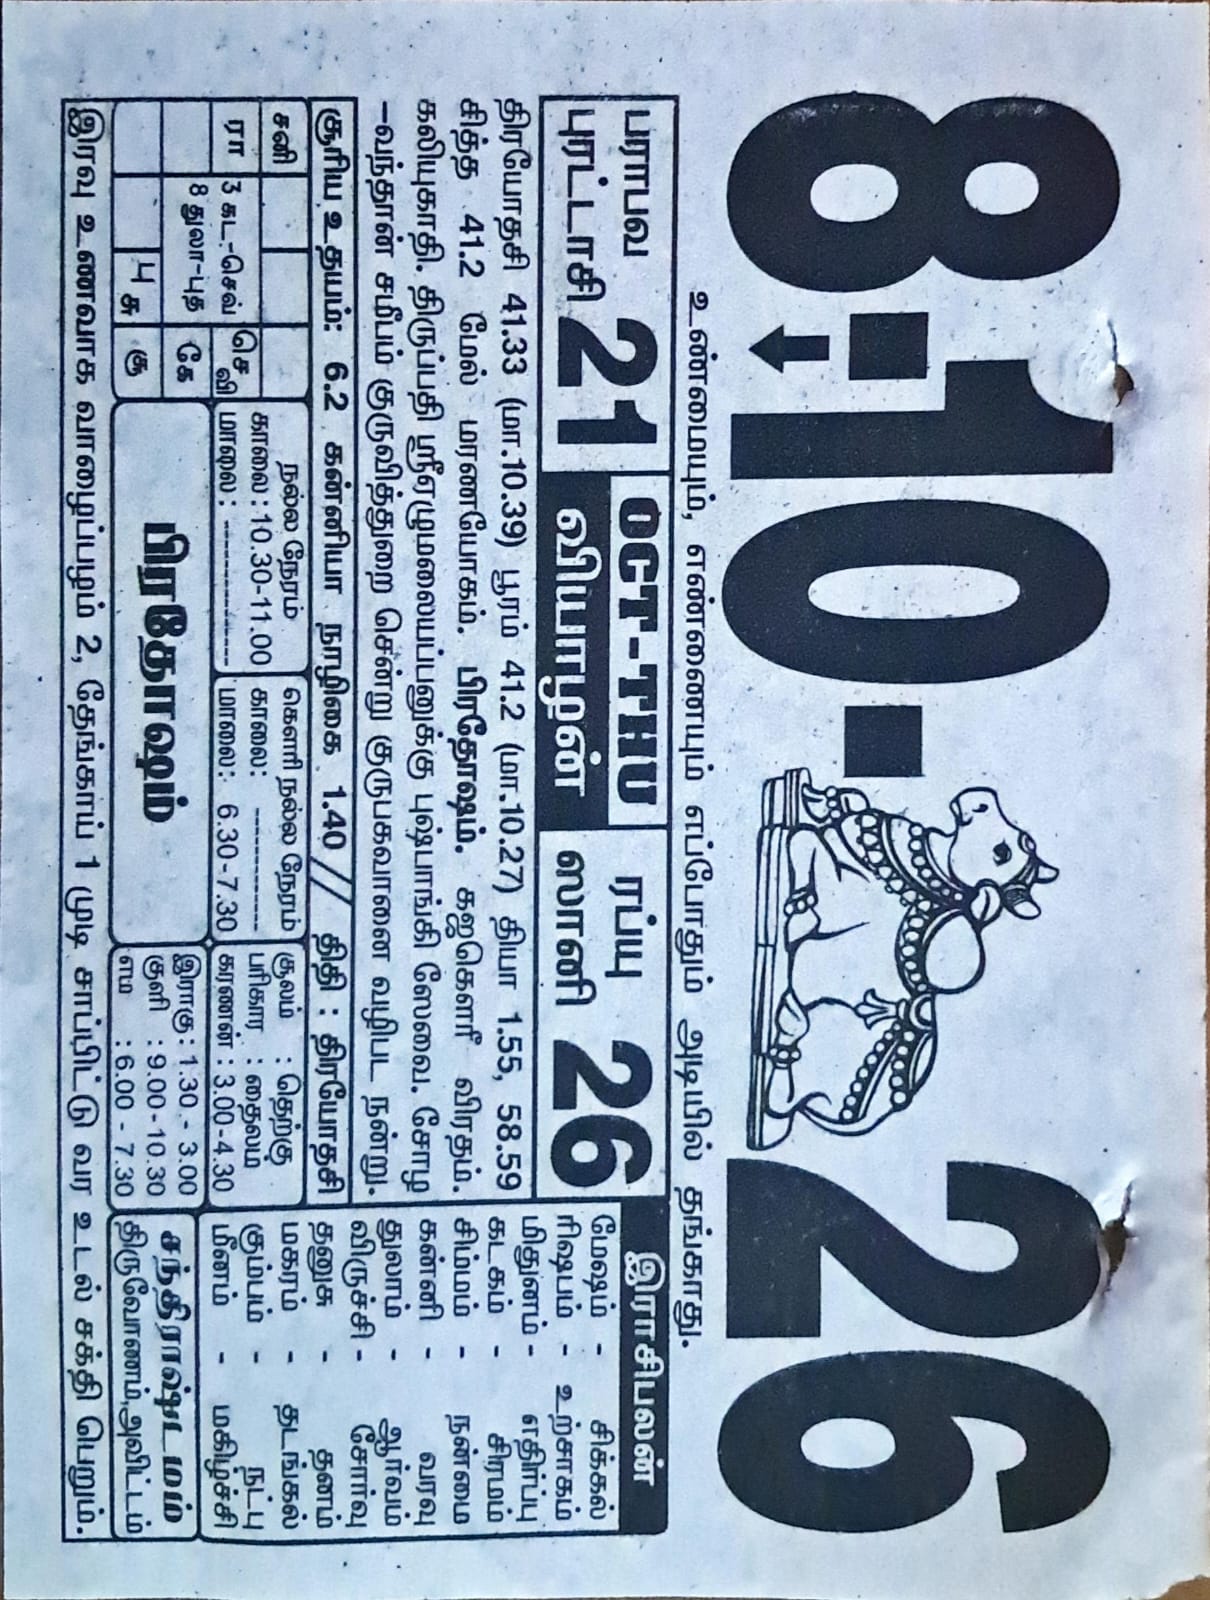 8.10.26
உண்மையும், எண்ணையும் எப்போதும் அடியில் தங்காது.
பராபவ
புரட்டாசி 21
OCT-THU
வியாழன்
ரப்யு
ஸானி 26
திரயோதசி 41.33 (மா.10.39) பூரம் 41.2 (மா.10.27) தியா 1.55, 58.59
சித்த 41.2 மேல் மரணயோகம். பிரதோஷம். கஜகௌரீ விரதம்.
கலியுகாதி. திருப்பதி ஸ்ரீஏழுமலையப்பனுக்கு புஷ்பாங்கி ஸேவை. சோழ
-வந்தான் சமீபம் குருவித்துறை சென்று குருபகவானை வழிபட நன்று.
சூரிய உதயம்: 6.2 கன்னியா நாழிகை 1.40 // திதி : திரயோதசி
சனி
ரா
3 கட.-செவ்
8 துலா-புத
செ
வி
கே
பு
சு
கு
நல்ல நேரம்
காலை : 10.30-11.00
மாலை : --------------
கௌரி நல்ல நேரம்
காலை: --------------
மாலை: 6.30-7.30
சூலம் : தெற்கு
பரிகார : தைலம்
கரணன் : 3.00-4.30
பிரதோஷம்
இராகு : 1.30 - 3.00
குளி : 9.00-10.30
எம : 6.00 - 7.30
இராசிபலன்
மேஷம் - சிக்கல்
ரிஷபம் - உற்சாகம்
மிதுனம் - எதிர்ப்பு
கடகம் - சிரமம்
சிம்மம் - நன்மை
கன்னி - வரவு
துலாம் - ஆர்வம்
விருச்சி - சோர்வு
தனுசு - தனம்
மகரம் - தடங்கல்
கும்பம் - நட்பு
மீனம் - மகிழ்ச்சி
சந்திராஷ்டமம்
திருவோணம்,அவிட்டம்
இரவு உணவாக வாழைப்பழம் 2, தேங்காய் 1 முடி சாப்பிட்டு வர உடல் சக்தி பெறும்.